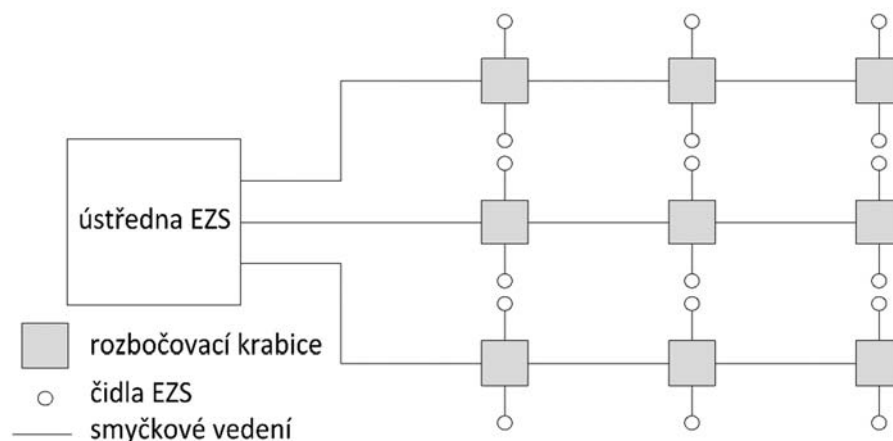 ústředna EZS
rozbočovací krabice
čidla EZS
smyčkové vedení